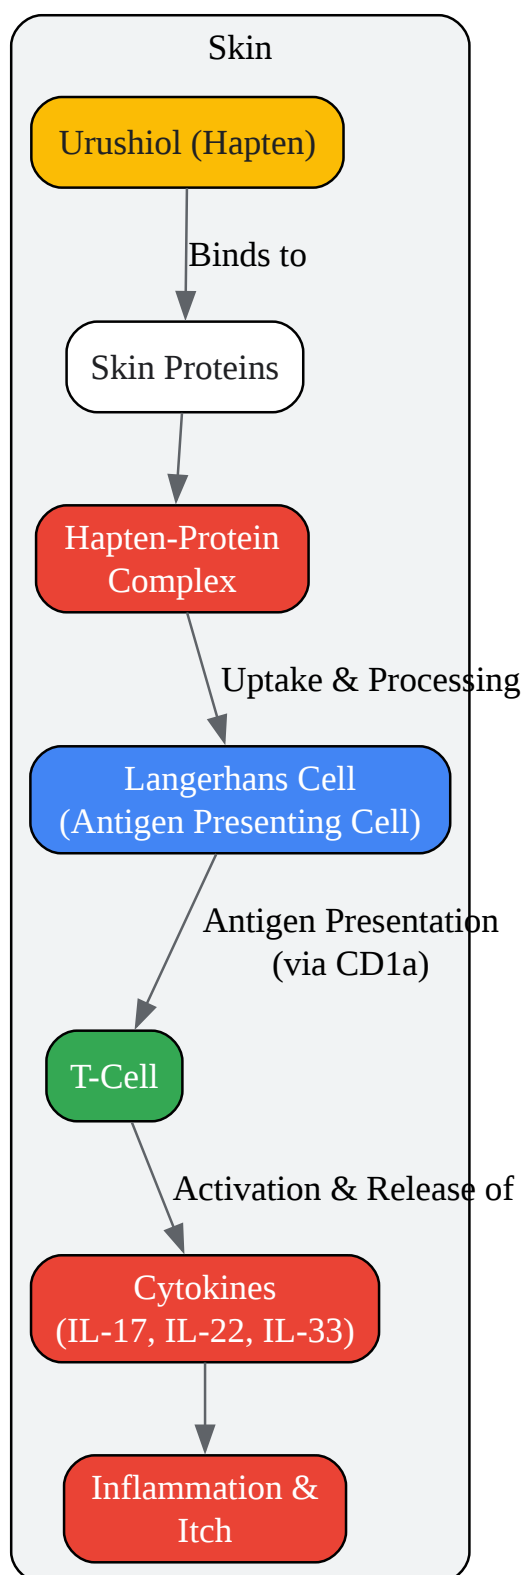 Skin
Urushiol (Hapten)
Binds to
Skin Proteins
Hapten-Protein
Complex
Uptake & Processing
Langerhans Cell
(Antigen Presenting Cell)
Antigen Presentation
(via CD1a)
T-Cell
Activation & Release of
Cytokines
(IL-17, IL-22, IL-33)
Inflammation &
Itch